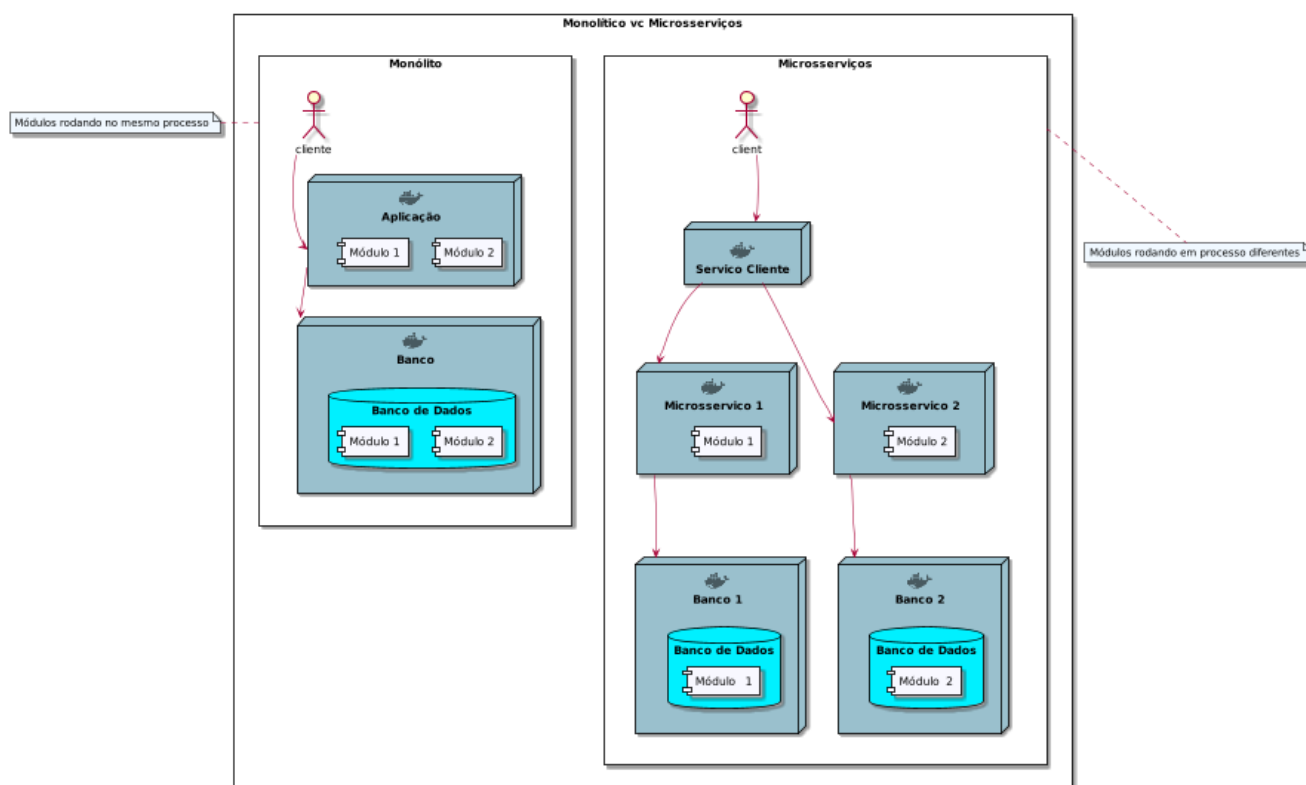 Monolítico vc Microsserviços
Monólito
Módulos rodando no mesmo processo
cliente
Aplicação
Módulo 1
Módulo 2
Banco
Banco de Dados
Módulo 1
Módulo 2
Microsserviços
client
Módulos rodando em processo diferentes
Servico Cliente
Microsservico 1
Módulo 1
Microsservico 2
Módulo 2
Banco 1
Banco de Dados
Módulo 1
Banco 2
Banco de Dados
Módulo 2